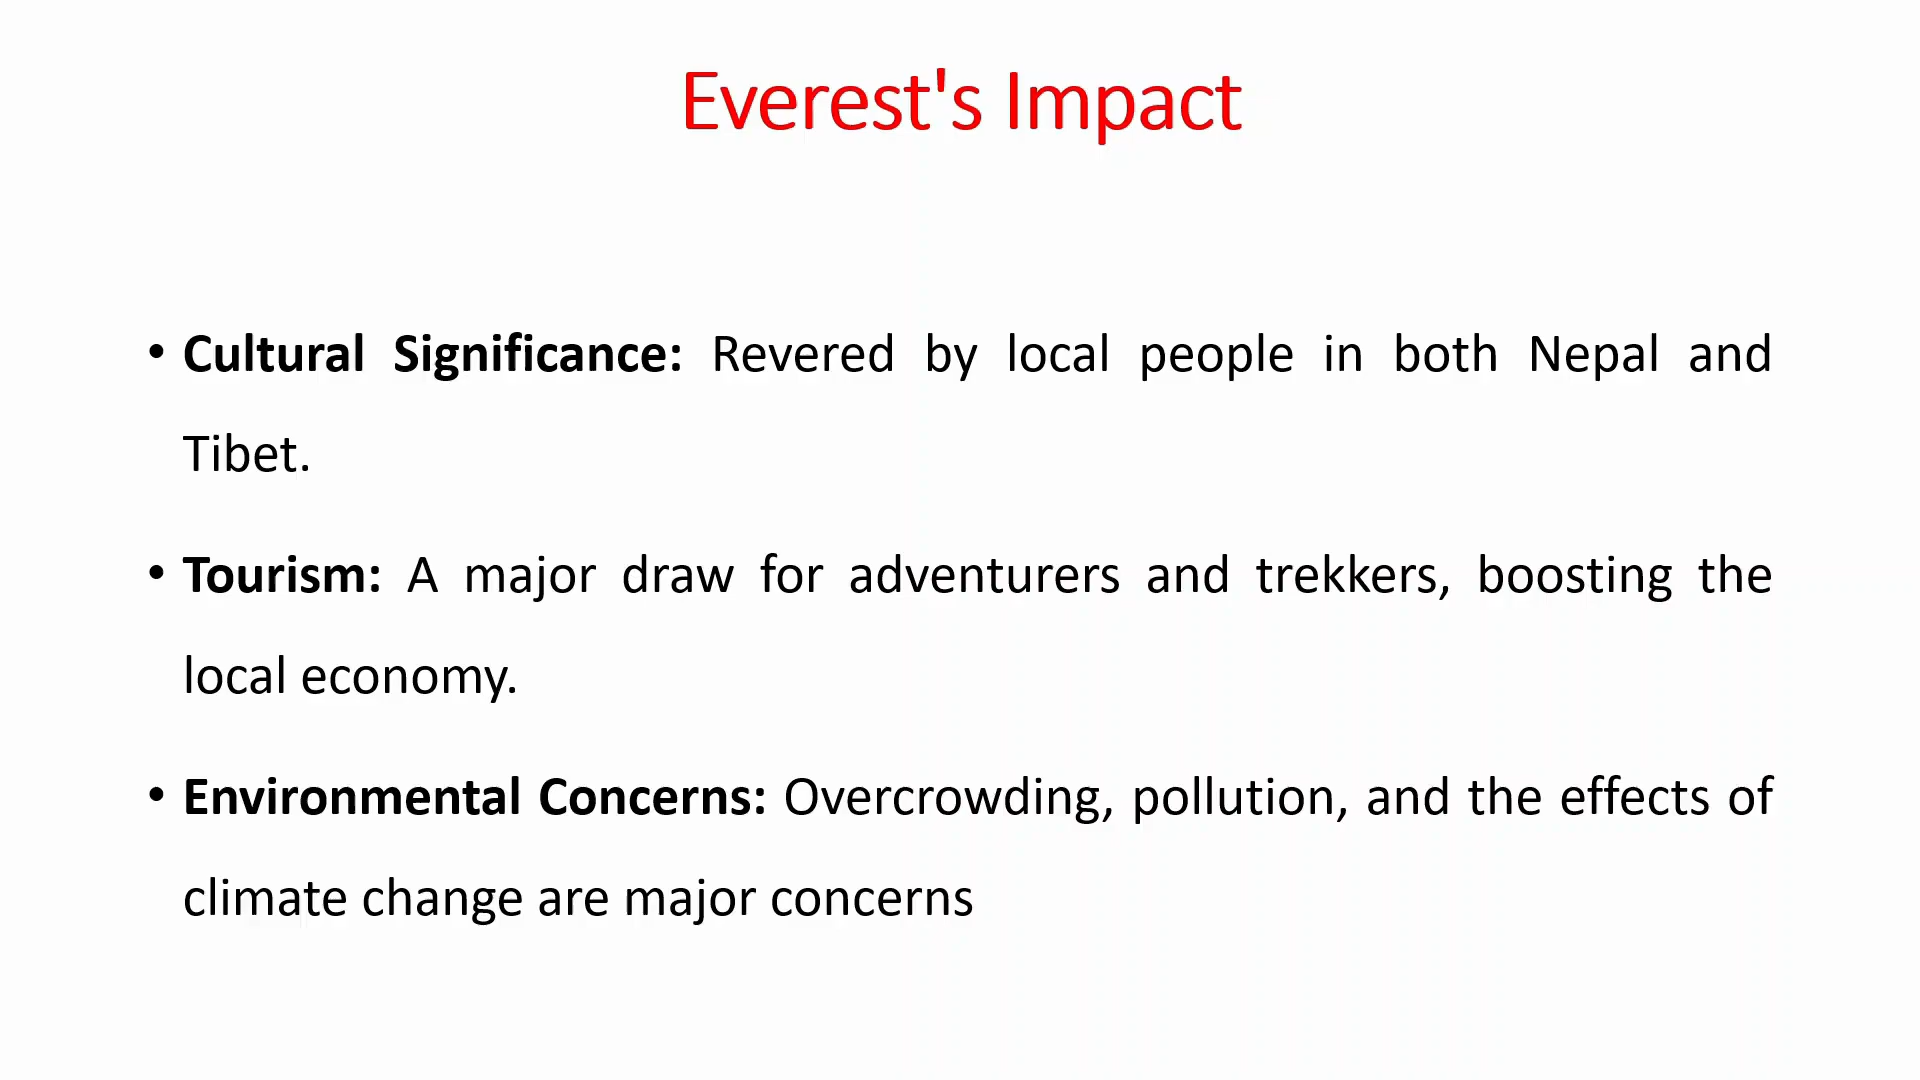 Everest's Impact
• Cultural Significance: Revered by local people in both Nepal and
Tibet.
• Tourism: A major draw for adventurers and trekkers, boosting the
local economy.
• Environmental Concerns: Overcrowding, pollution, and the effects of
climate change are major concerns